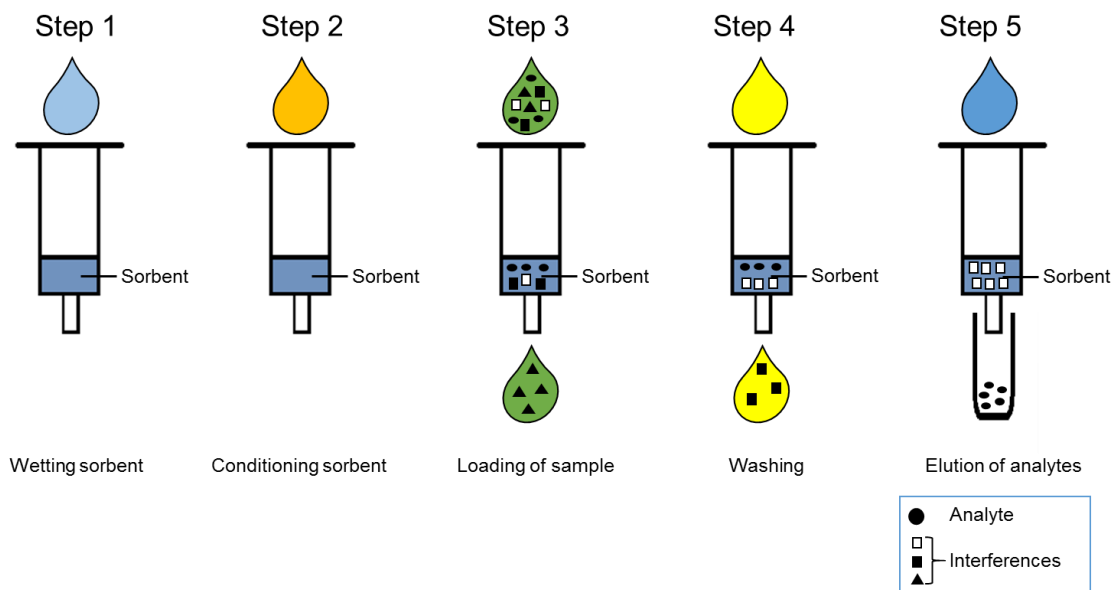 Step 1
Step 2
Step 3
Step 4
Step 5
Sorbent
Sorbent
Sorbent
Sorbent
Sorbent
Wetting sorbent
Conditioning sorbent
Loading of sample
Washing
Elution of analytes
Analyte
Interferences